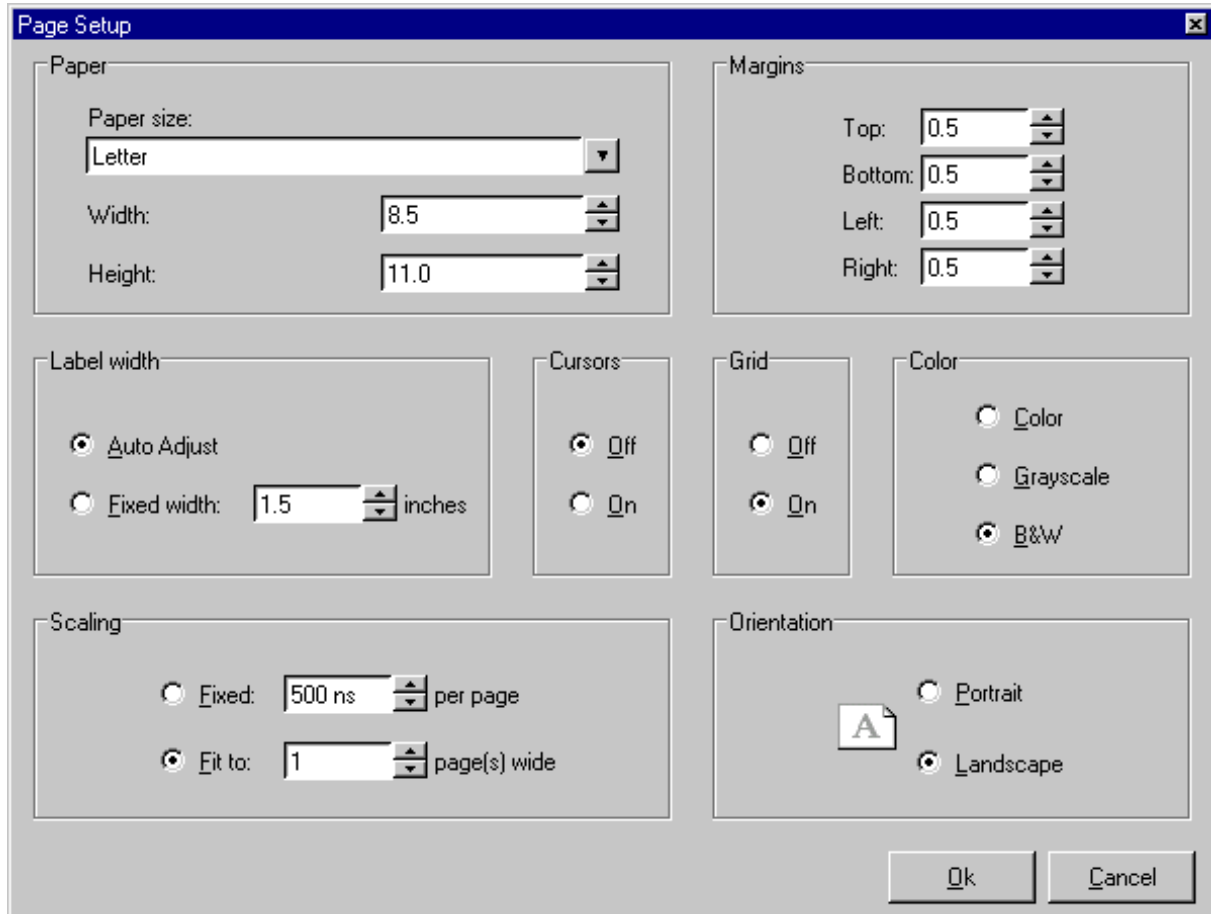 Page Setup
Paper
Paper size:
Letter
Width: 8.5
Height: 11.0
Margins
Top: 0.5
Bottom: 0.5
Left: 0.5
Right: 0.5
Label width
Auto Adjust
Fixed width: 1.5 inches
Cursors
Off
On
Grid
Off
On
Color
Color
Grayscale
B&W
Scaling
Fixed: 500 ns per page
Fit to: 1 page(s) wide
Orientation
A
Portrait
Landscape
Ok Cancel